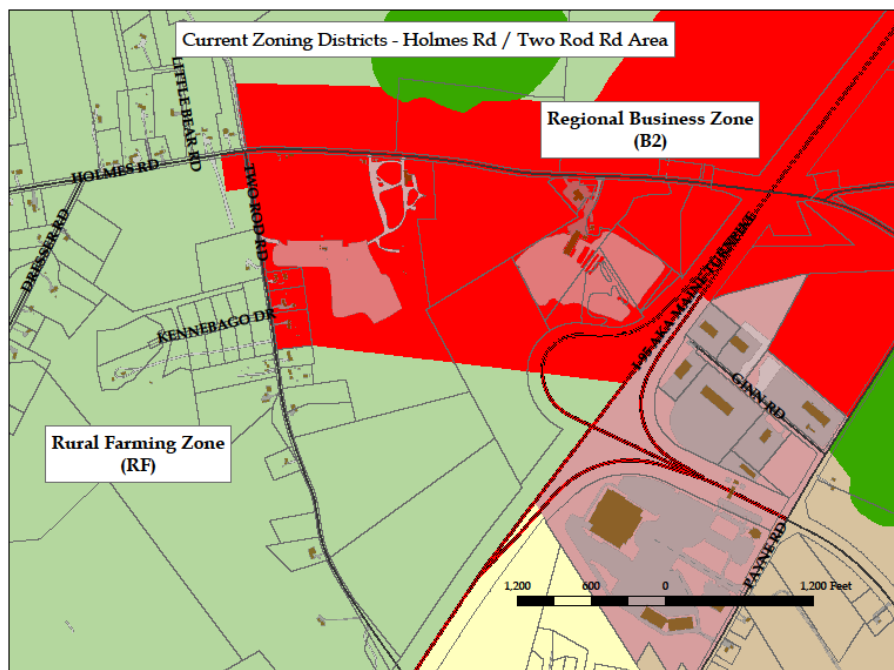 Current Zoning Districts - Holmes Rd / Two Rod Rd Area
LITTLE BEAR RD
Regional Business Zone
(B2)
HOLMES RD
TWO ROD RD
DRESSER RD
I-95 AKA MAINE TURNPIKE
KENNEBAGO DR
GINN RD
Rural Farming Zone
(RF)
PAYNE RD
1,200 600 0 1,200 Feet